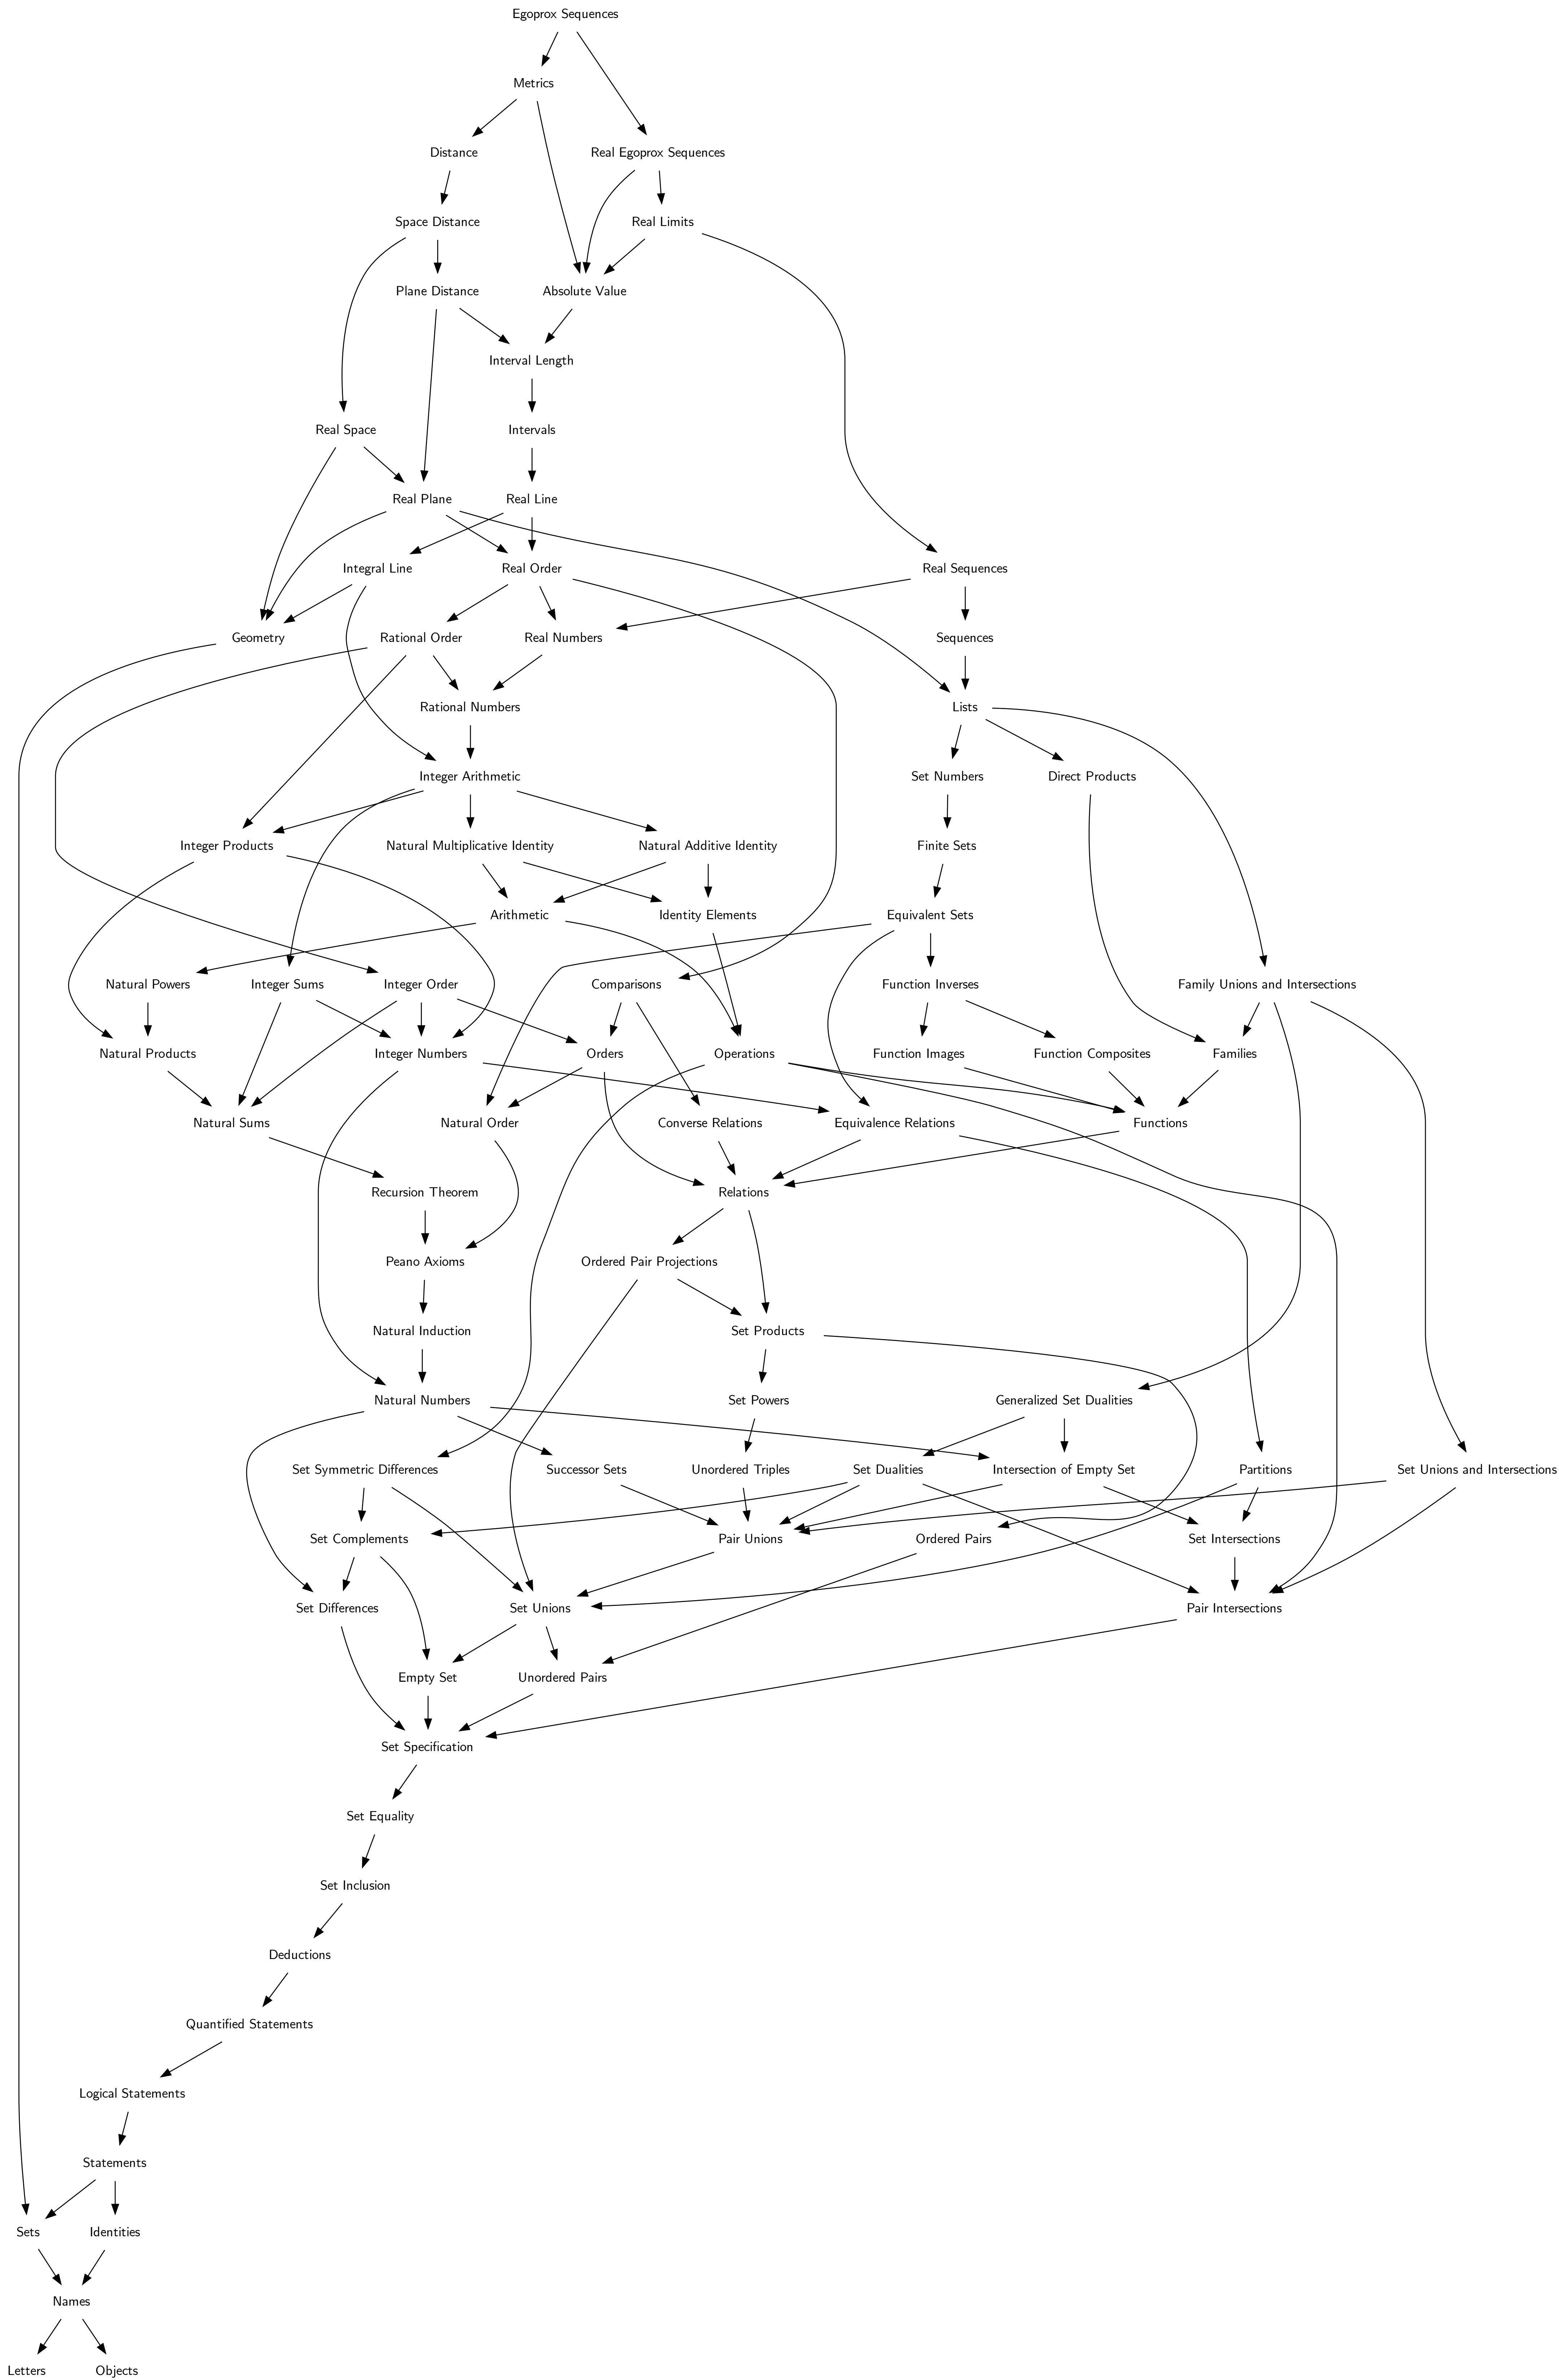 Egoprox Sequences
Metrics
Distance
Real Egoprox Sequences
Space Distance
Real Limits
Plane Distance
Absolute Value
Interval Length
Real Space
Intervals
Real Plane
Real Line
Integral Line
Real Order
Real Sequences
Geometry
Rational Order
Real Numbers
Sequences
Rational Numbers
Lists
Integer Arithmetic
Set Numbers
Direct Products
Integer Products
Natural Multiplicative Identity
Natural Additive Identity
Finite Sets
Arithmetic
Identity Elements
Equivalent Sets
Natural Powers
Integer Sums
Integer Order
Comparisons
Function Inverses
Family Unions and Intersections
Natural Products
Integer Numbers
Orders
Operations
Function Images
Function Composites
Families
Natural Sums
Natural Order
Converse Relations
Equivalence Relations
Functions
Recursion Theorem
Relations
Peano Axioms
Ordered Pair Projections
Natural Induction
Set Products
Natural Numbers
Set Powers
Generalized Set Dualities
Set Symmetric Differences
Successor Sets
Unordered Triples
Set Dualities
Intersection of Empty Set
Partitions
Set Unions and Intersections
Set Complements
Pair Unions
Ordered Pairs
Set Intersections
Set Differences
Set Unions
Pair Intersections
Empty Set
Unordered Pairs
Set Specification
Set Equality
Set Inclusion
Deductions
Quantified Statements
Logical Statements
Statements
Sets
Identities
Names
Letters
Objects